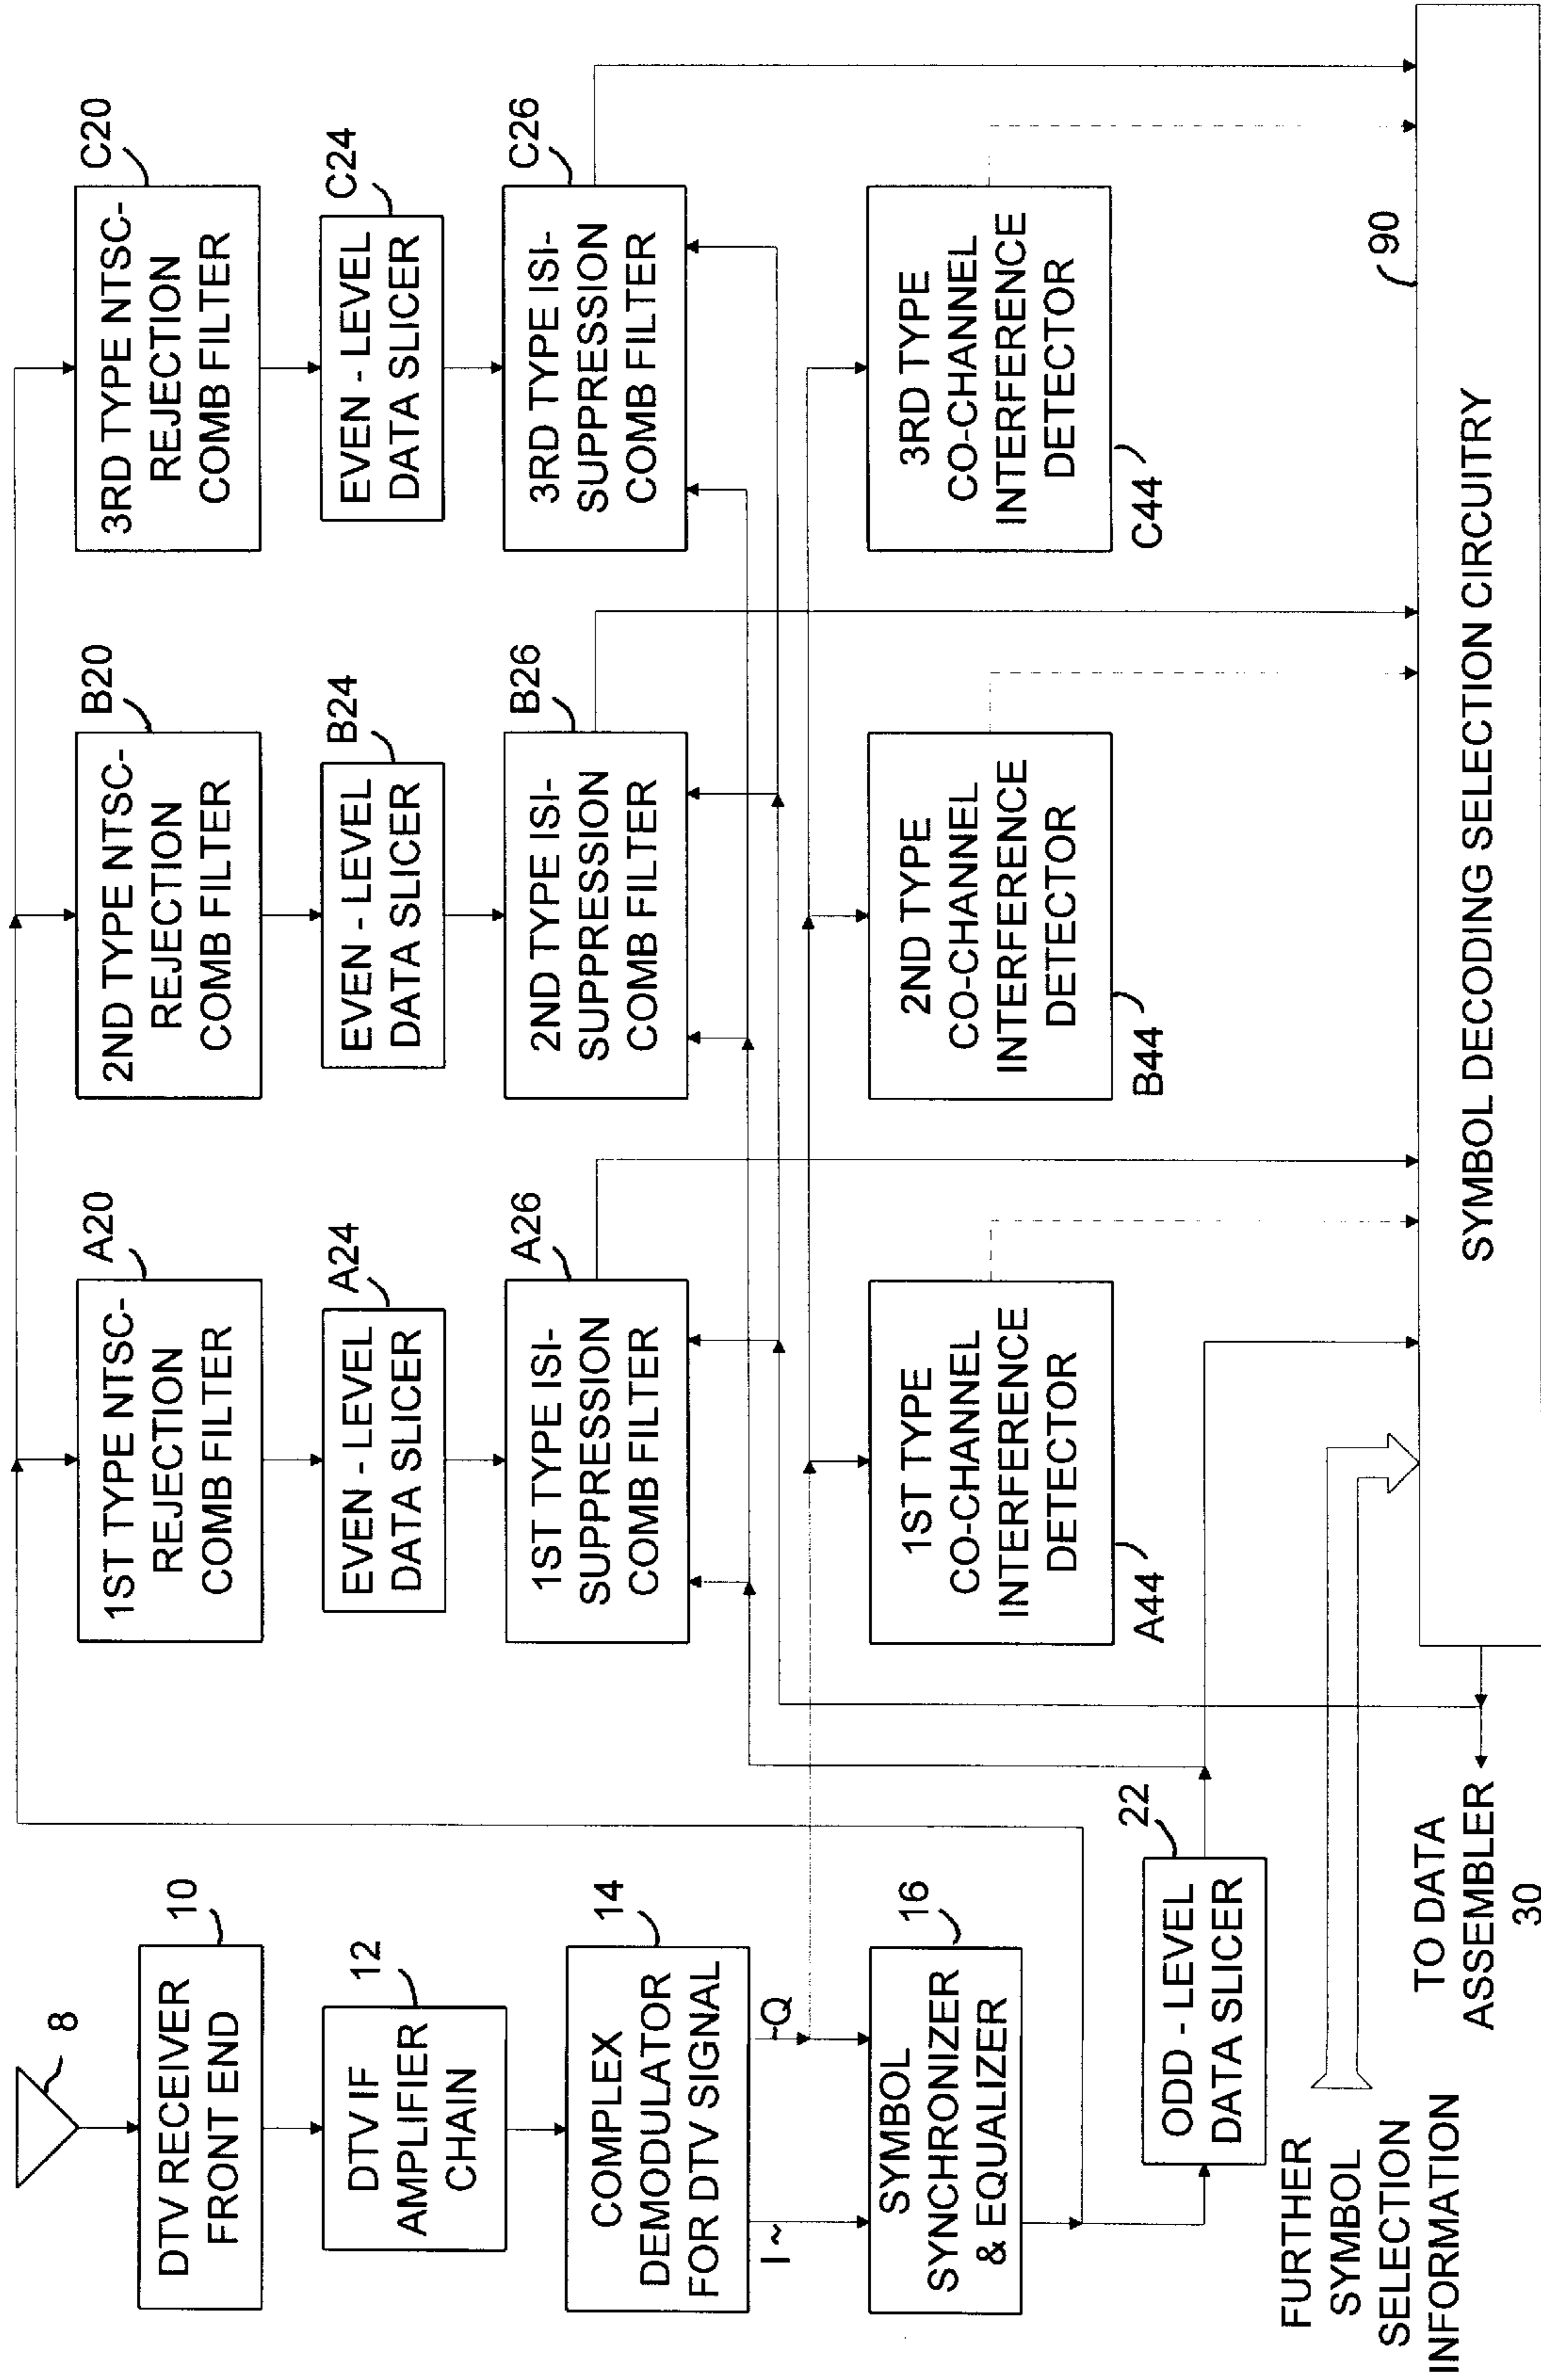 8
10
DTV RECEIVER
FRONT END
12
DTV IF
AMPLIFIER
CHAIN
14
COMPLEX
DEMODULATOR
FOR DTV SIGNAL
I ~
~Q
16
SYMBOL
SYNCHRONIZER
& EQUALIZER
22
ODD - LEVEL
DATA SLICER
FURTHER
SYMBOL
SELECTION
INFORMATION
TO DATA
ASSEMBLER
30
A20
1ST TYPE NTSC-
REJECTION
COMB FILTER
A24
EVEN - LEVEL
DATA SLICER
A26
1ST TYPE ISI-
SUPPRESSION
COMB FILTER
1ST TYPE
CO-CHANNEL
INTERFERENCE
DETECTOR
A44
B20
2ND TYPE NTSC-
REJECTION
COMB FILTER
B24
EVEN - LEVEL
DATA SLICER
B26
2ND TYPE ISI-
SUPPRESSION
COMB FILTER
2ND TYPE
CO-CHANNEL
INTERFERENCE
DETECTOR
B44
C20
3RD TYPE NTSC-
REJECTION
COMB FILTER
C24
EVEN - LEVEL
DATA SLICER
C26
3RD TYPE ISI-
SUPPRESSION
COMB FILTER
3RD TYPE
CO-CHANNEL
INTERFERENCE
DETECTOR
C44
90
SYMBOL DECODING SELECTION CIRCUITRY